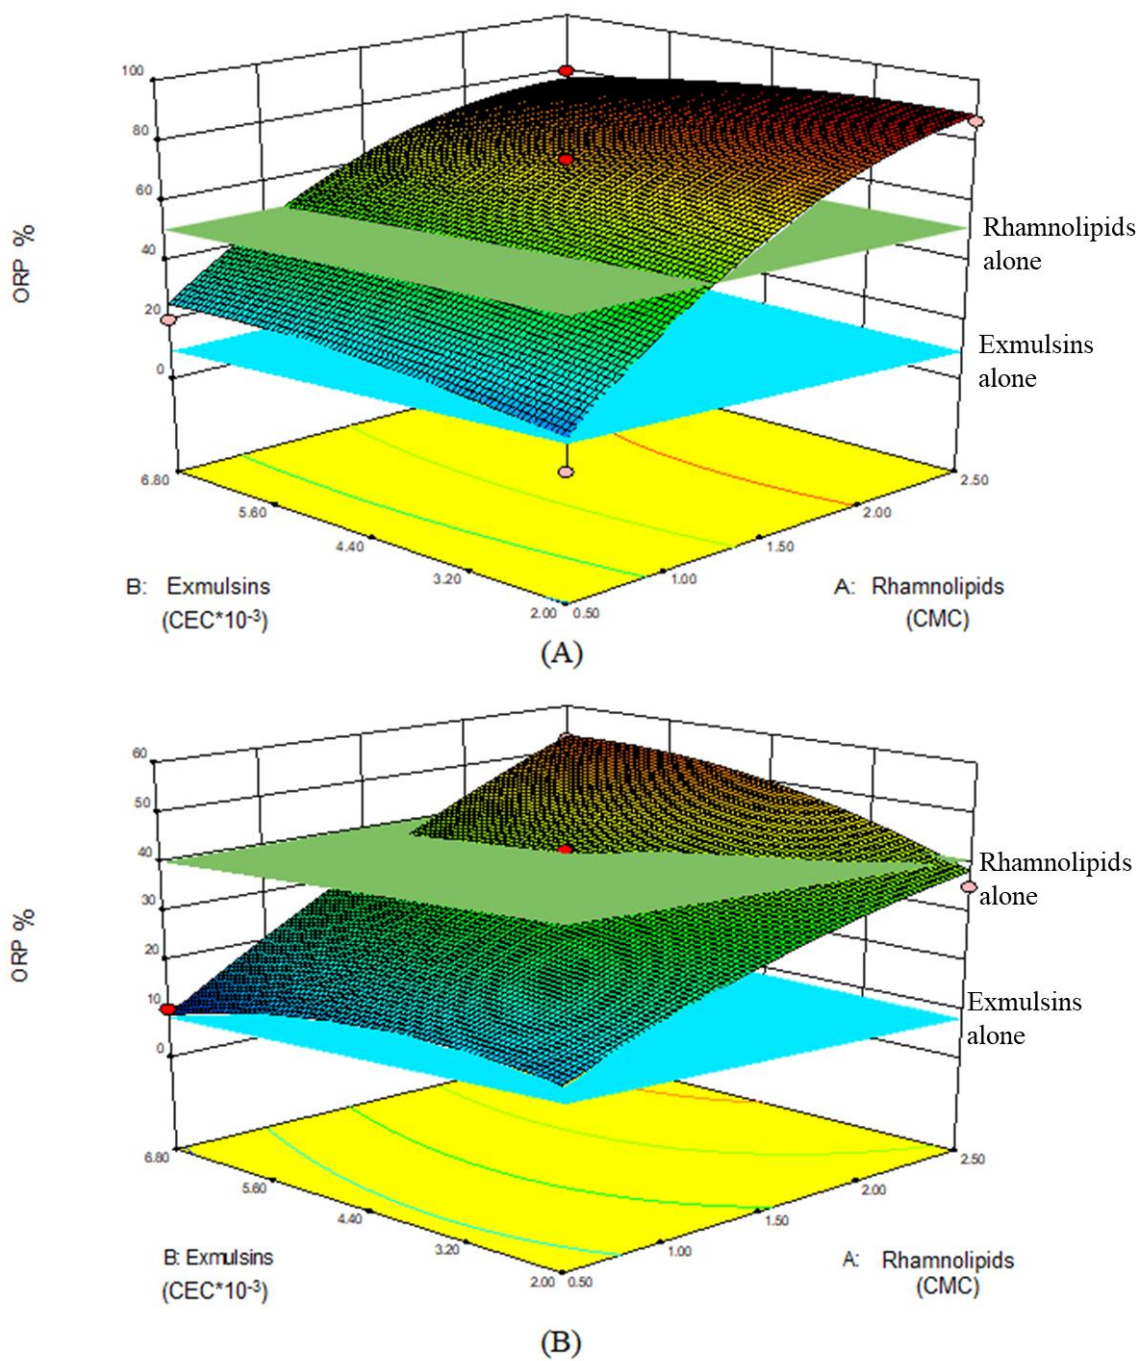 100
80
60
40
20
0
ORP %
Rhamnolipids
alone
Exmulsins
alone
6.80
5.60
4.40
3.20
2.00
0.50
1.00
1.50
2.00
2.50
B: Exmulsins
(CEC*10-3)
A: Rhamnolipids
(CMC)
(A)
60
50
40
30
20
10
0
ORP %
Rhamnolipids
alone
Exmulsins
alone
6.80
5.60
4.40
3.20
2.00
0.50
1.00
1.50
2.00
2.50
B: Exmulsins
(CEC*10-3)
A: Rhamnolipids
(CMC)
(B)